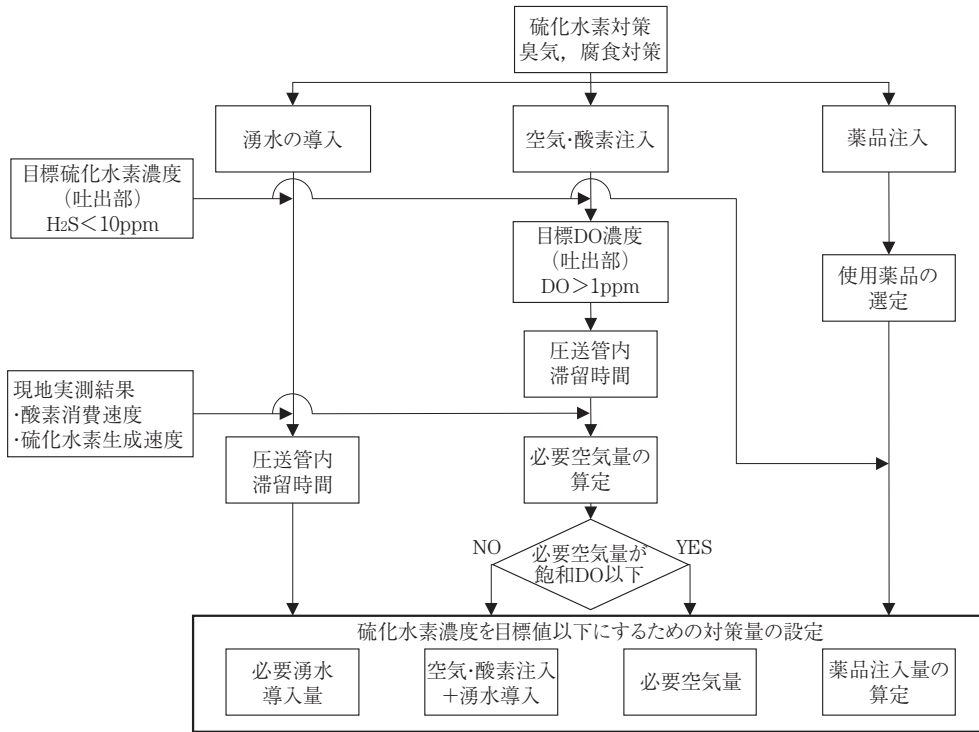 硫化水素対策
臭気，腐食対策
湧水の導入
空気・酸素注入
薬品注入
目標硫化水素濃度
（吐出部）
H2S＜10ppm
目標DO濃度
（吐出部）
DO＞1ppm
使用薬品の
選定
圧送管内
滞留時間
現地実測結果
・酸素消費速度
・硫化水素生成速度
圧送管内
滞留時間
必要空気量の
算定
NO
必要空気量が
飽和DO以下
YES
硫化水素濃度を目標値以下にするための対策量の設定
必要湧水
導入量
空気・酸素注入
＋湧水導入
必要空気量
薬品注入量の
算定